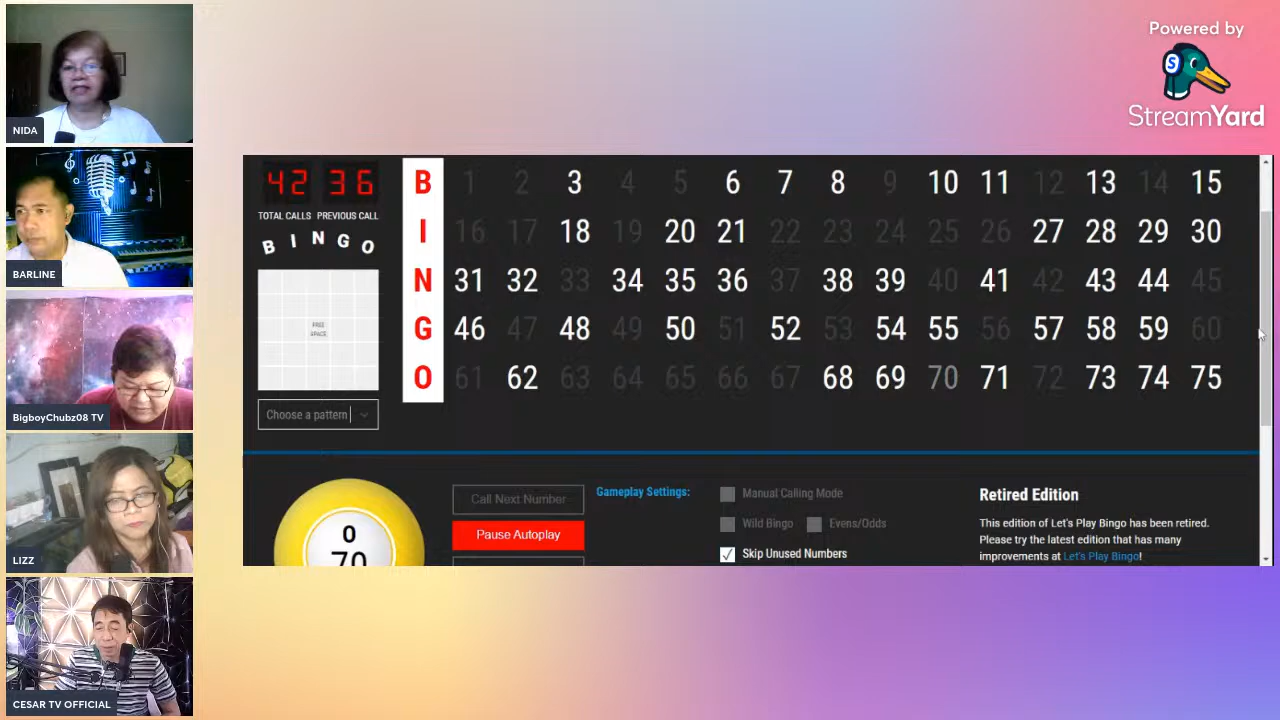 NIDA
BARLINE
BigboyChubz08 TV
LIZZ
CESAR TV OFFICIAL
Powered by
StreamYard
42 36
TOTAL CALLS PREVIOUS CALL
B I N G O
FREE
SPACE
Choose a pattern
B 1 2 3 4 5 6 7 8 9 10 11 12 13 14 15
I 16 17 18 19 20 21 22 23 24 25 26 27 28 29 30
N 31 32 33 34 35 36 37 38 39 40 41 42 43 44 45
G 46 47 48 49 50 51 52 53 54 55 56 57 58 59 60
O 61 62 63 64 65 66 67 68 69 70 71 72 73 74 75
O
70
Call Next Number
Pause Autoplay
Gameplay Settings:
Manual Calling Mode
Wild Bingo Evens/Odds
Skip Unused Numbers
Retired Edition
This edition of Let's Play Bingo has been retired.
Please try the latest edition that has many
improvements at Let's Play Bingo!